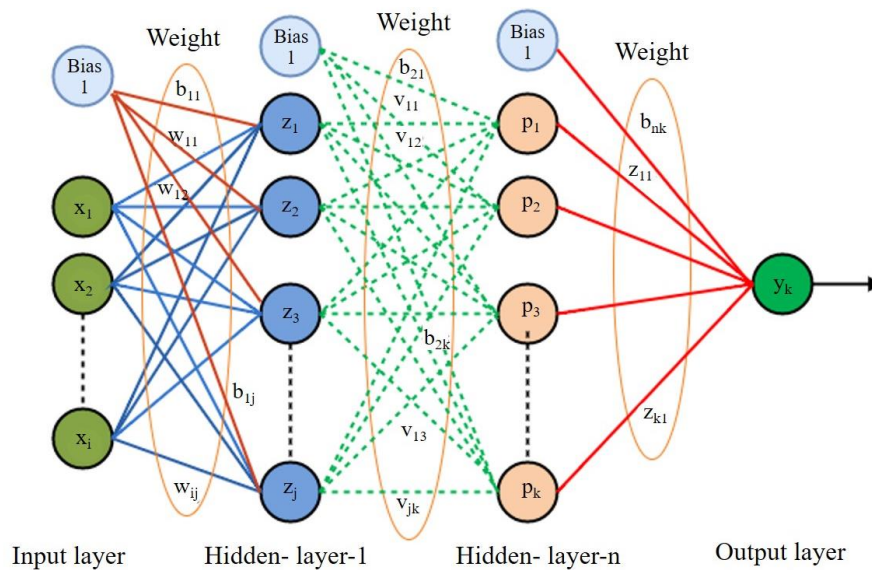 Weight
Weight
Bias
1
Bias
1
Bias
1
b11
w11
w12
b1j
wij
b21
v11
v12
b2k
v13
vjk
bnk
z11
zk1
x1
x2
xi
z1
z2
z3
zj
p1
p2
p3
pk
yk
Input layer
Hidden- layer-1
Hidden- layer-n
Output layer